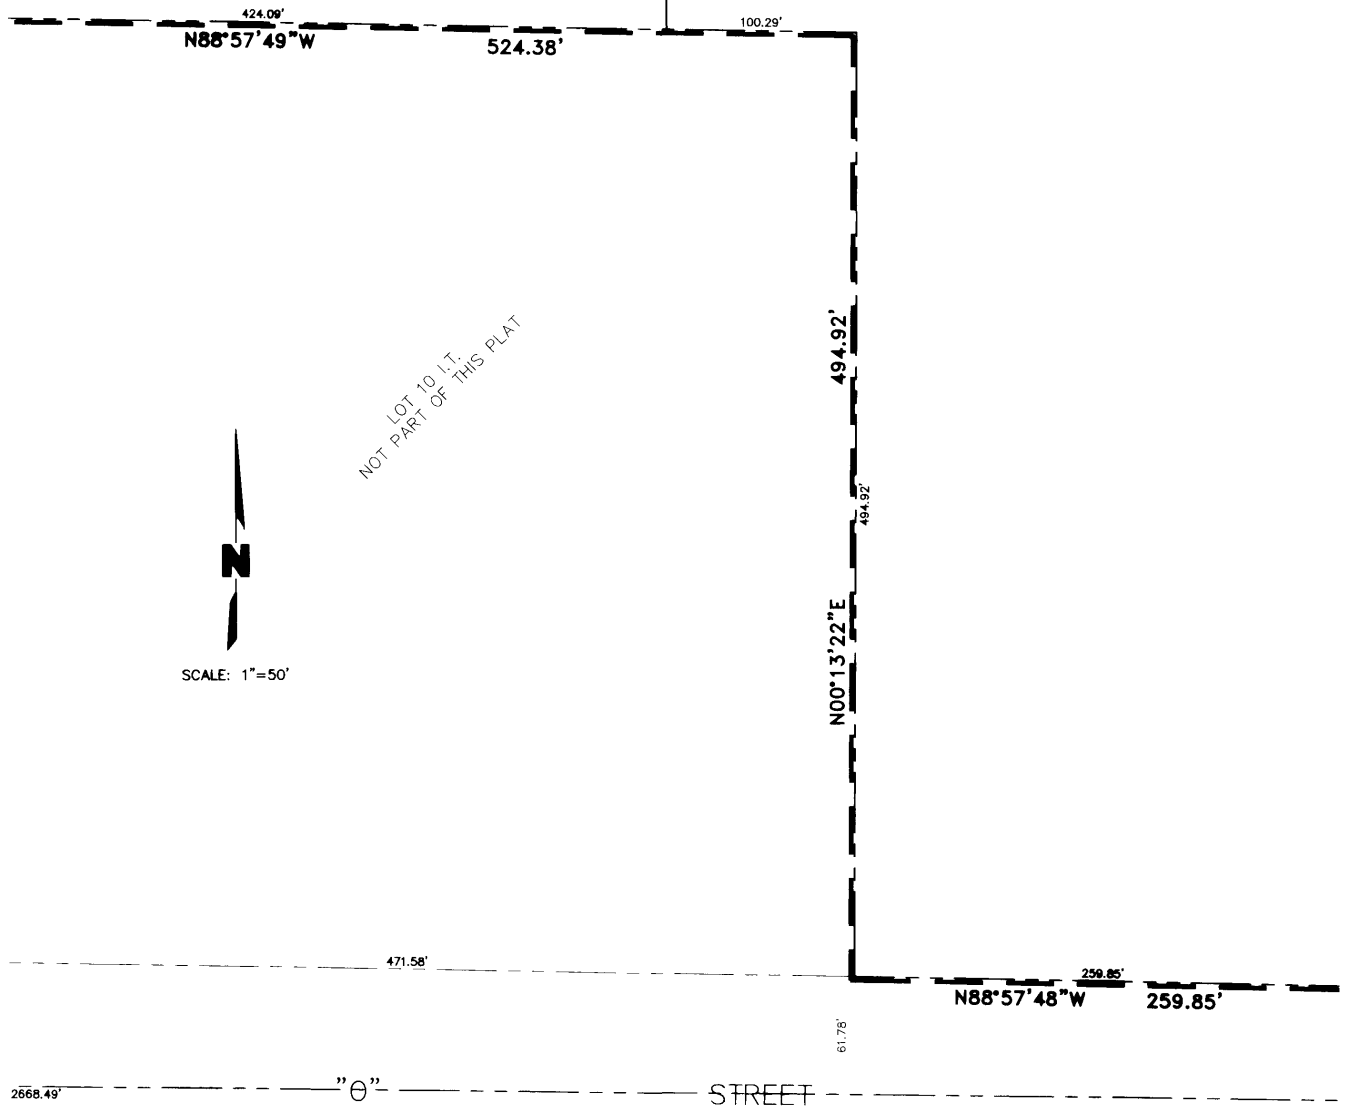 424.09'
100.29'
N88°57'49"W
524.38'
494.92'
LOT 10 I.T.
NOT PART OF THIS PLAT
494.92'
N
N00°13'22"E
SCALE: 1"=50'
471.58'
259.85'
N88°57'48"W
259.85'
61.78'
2668.49'
"O" STREET